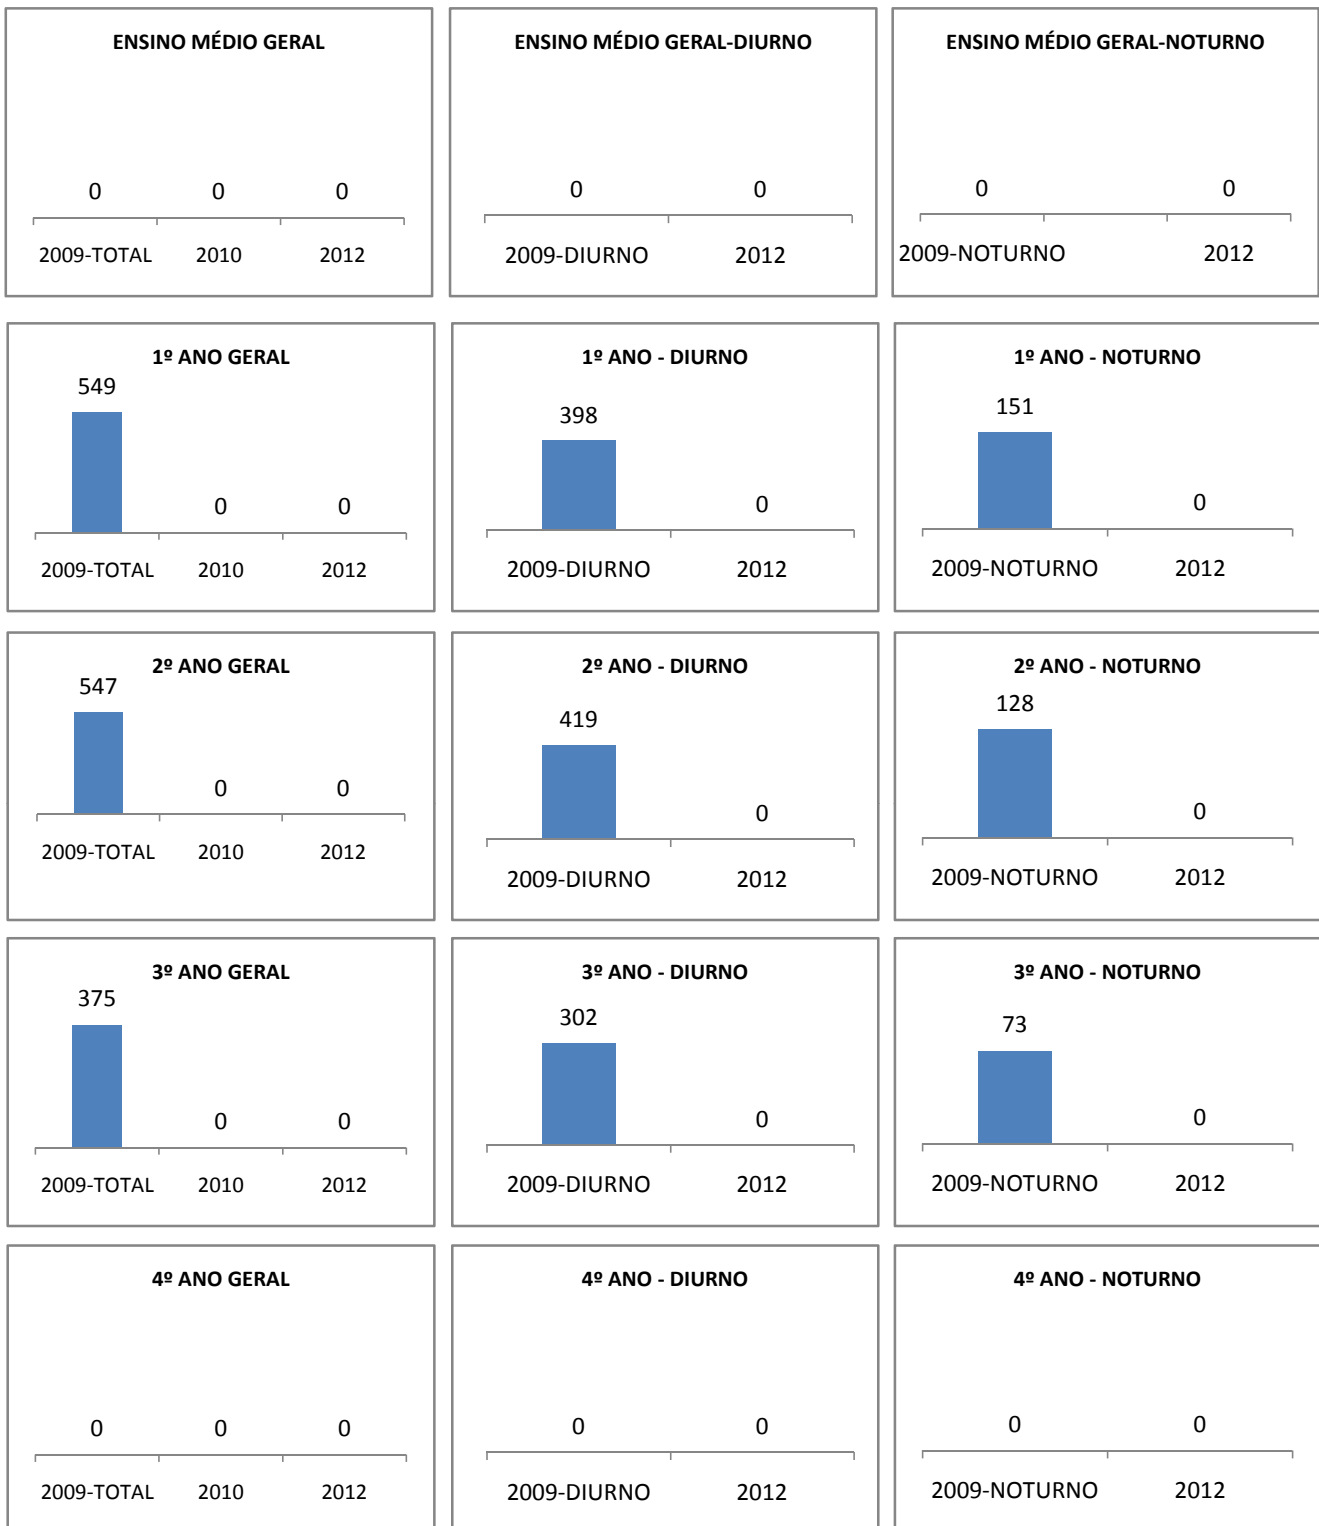 ENSINO MÉDIO GERAL
0 0 0
2009-TOTAL 2010 2012
ENSINO MÉDIO GERAL-DIURNO
0 0
2009-DIURNO 2012
ENSINO MÉDIO GERAL-NOTURNO
0 0
2009-NOTURNO 2012
1º ANO GERAL
549
0 0
2009-TOTAL 2010 2012
1º ANO - DIURNO
398
0
2009-DIURNO 2012
1º ANO - NOTURNO
151
0
2009-NOTURNO 2012
2º ANO GERAL
547
0 0
2009-TOTAL 2010 2012
2º ANO - DIURNO
419
0
2009-DIURNO 2012
2º ANO - NOTURNO
128
0
2009-NOTURNO 2012
3º ANO GERAL
375
0 0
2009-TOTAL 2010 2012
3º ANO - DIURNO
302
0
2009-DIURNO 2012
3º ANO - NOTURNO
73
0
2009-NOTURNO 2012
4º ANO GERAL
0 0 0
2009-TOTAL 2010 2012
4º ANO - DIURNO
0 0
2009-DIURNO 2012
4º ANO - NOTURNO
0 0
2009-NOTURNO 2012